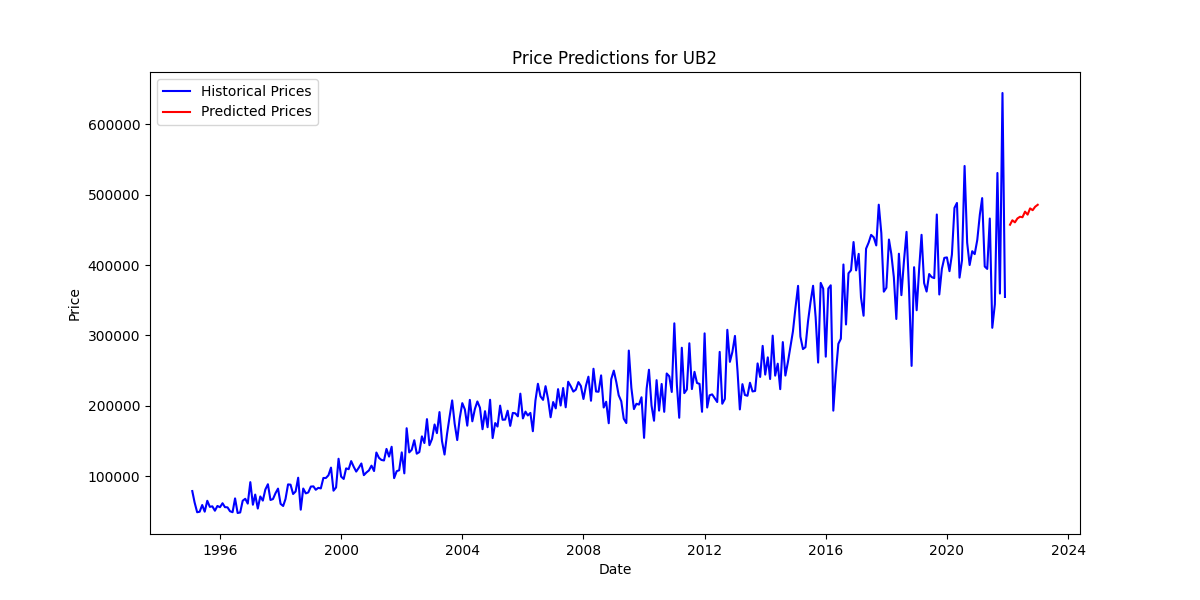 Price Predictions for UB2
Historical Prices
Predicted Prices
600000
500000
400000
300000
200000
100000
Price
1996 2000 2004 2008 2012 2016 2020 2024
Date